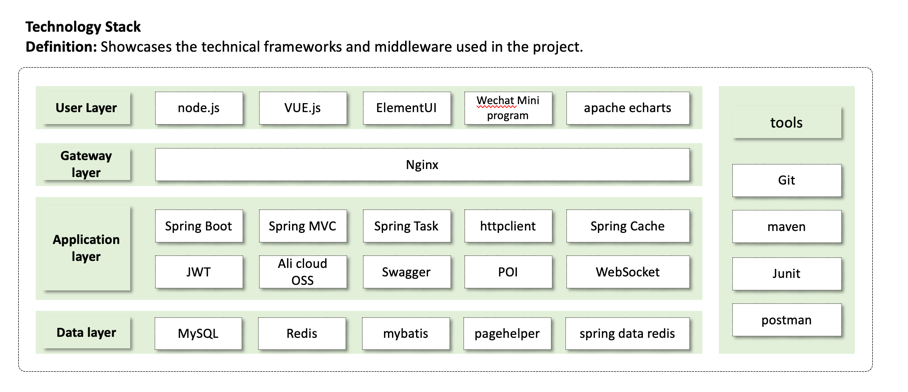 Technology Stack
Definition: Showcases the technical frameworks and middleware used in the project.
User Layer
node.js
VUE.js
ElementUI
Wechat Mini
program
apache echarts
Gateway
layer
Nginx
Application
layer
Spring Boot
Spring MVC
Spring Task
httpclient
Spring Cache
JWT
Ali cloud
OSS
Swagger
POI
WebSocket
Data layer
MySQL
Redis
mybatis
pagehelper
spring data redis
tools
Git
maven
Junit
postman